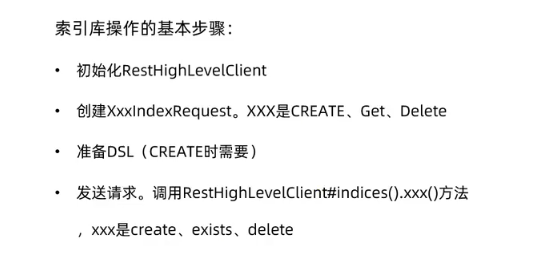 索引库操作的基本步骤：
• 初始化RestHighLevelClient
• 创建XxxIndexRequest。XXX是CREATE、Get、Delete
• 准备DSL（CREATE时需要）
• 发送请求。调用RestHighLevelClient#indices().xxx()方法
，xxx是create、exists、delete